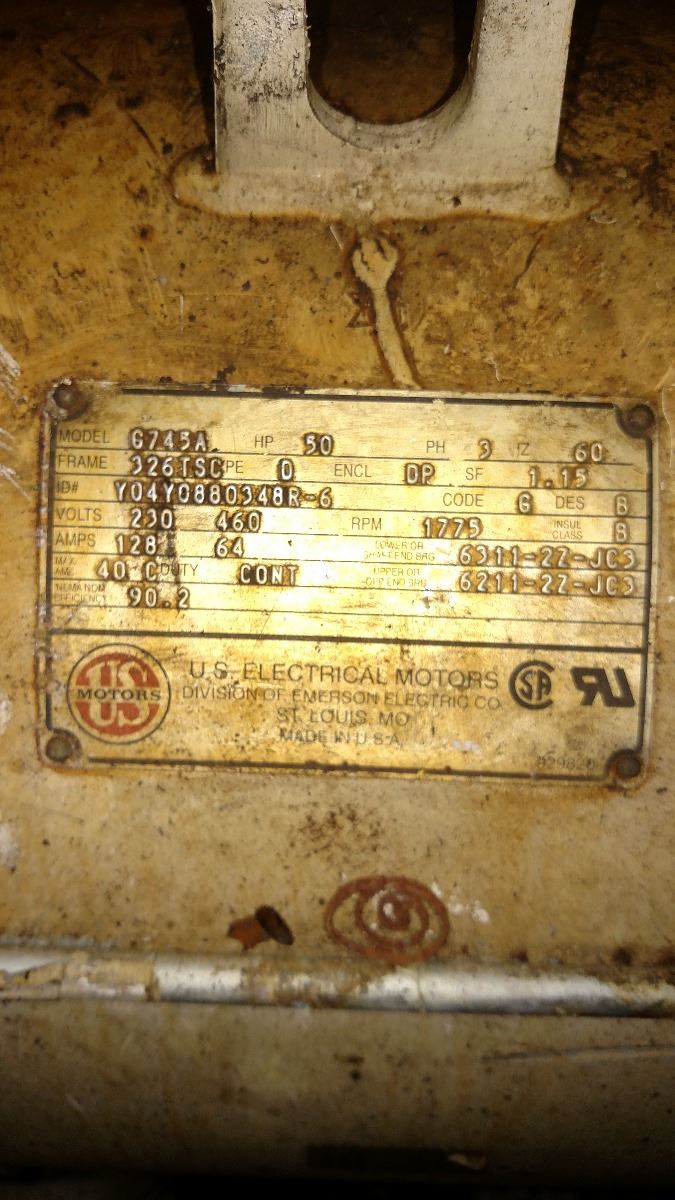 MODEL G745A HP 50 PH 3 HZ 60
FRAME 326TSC TYPE D ENCL DP SF 1.15
ID# Y04Y0880348R-6 CODE G DES B
VOLTS 230 460 RPM 1775 INSUL CLASS B
AMPS 128 64 LOWER OR SHAFT END BRG 6311-2Z-JC3
MAX. AMB. 40 C DUTY CONT UPPER OR OPP END BRG 6211-2Z-JC3
NEMA NOM EFFICIENCY 90.2
US MOTORS
U.S. ELECTRICAL MOTORS
DIVISION OF EMERSON ELECTRIC CO.
ST. LOUIS, MO
MADE IN U.S.A.
SA
RU